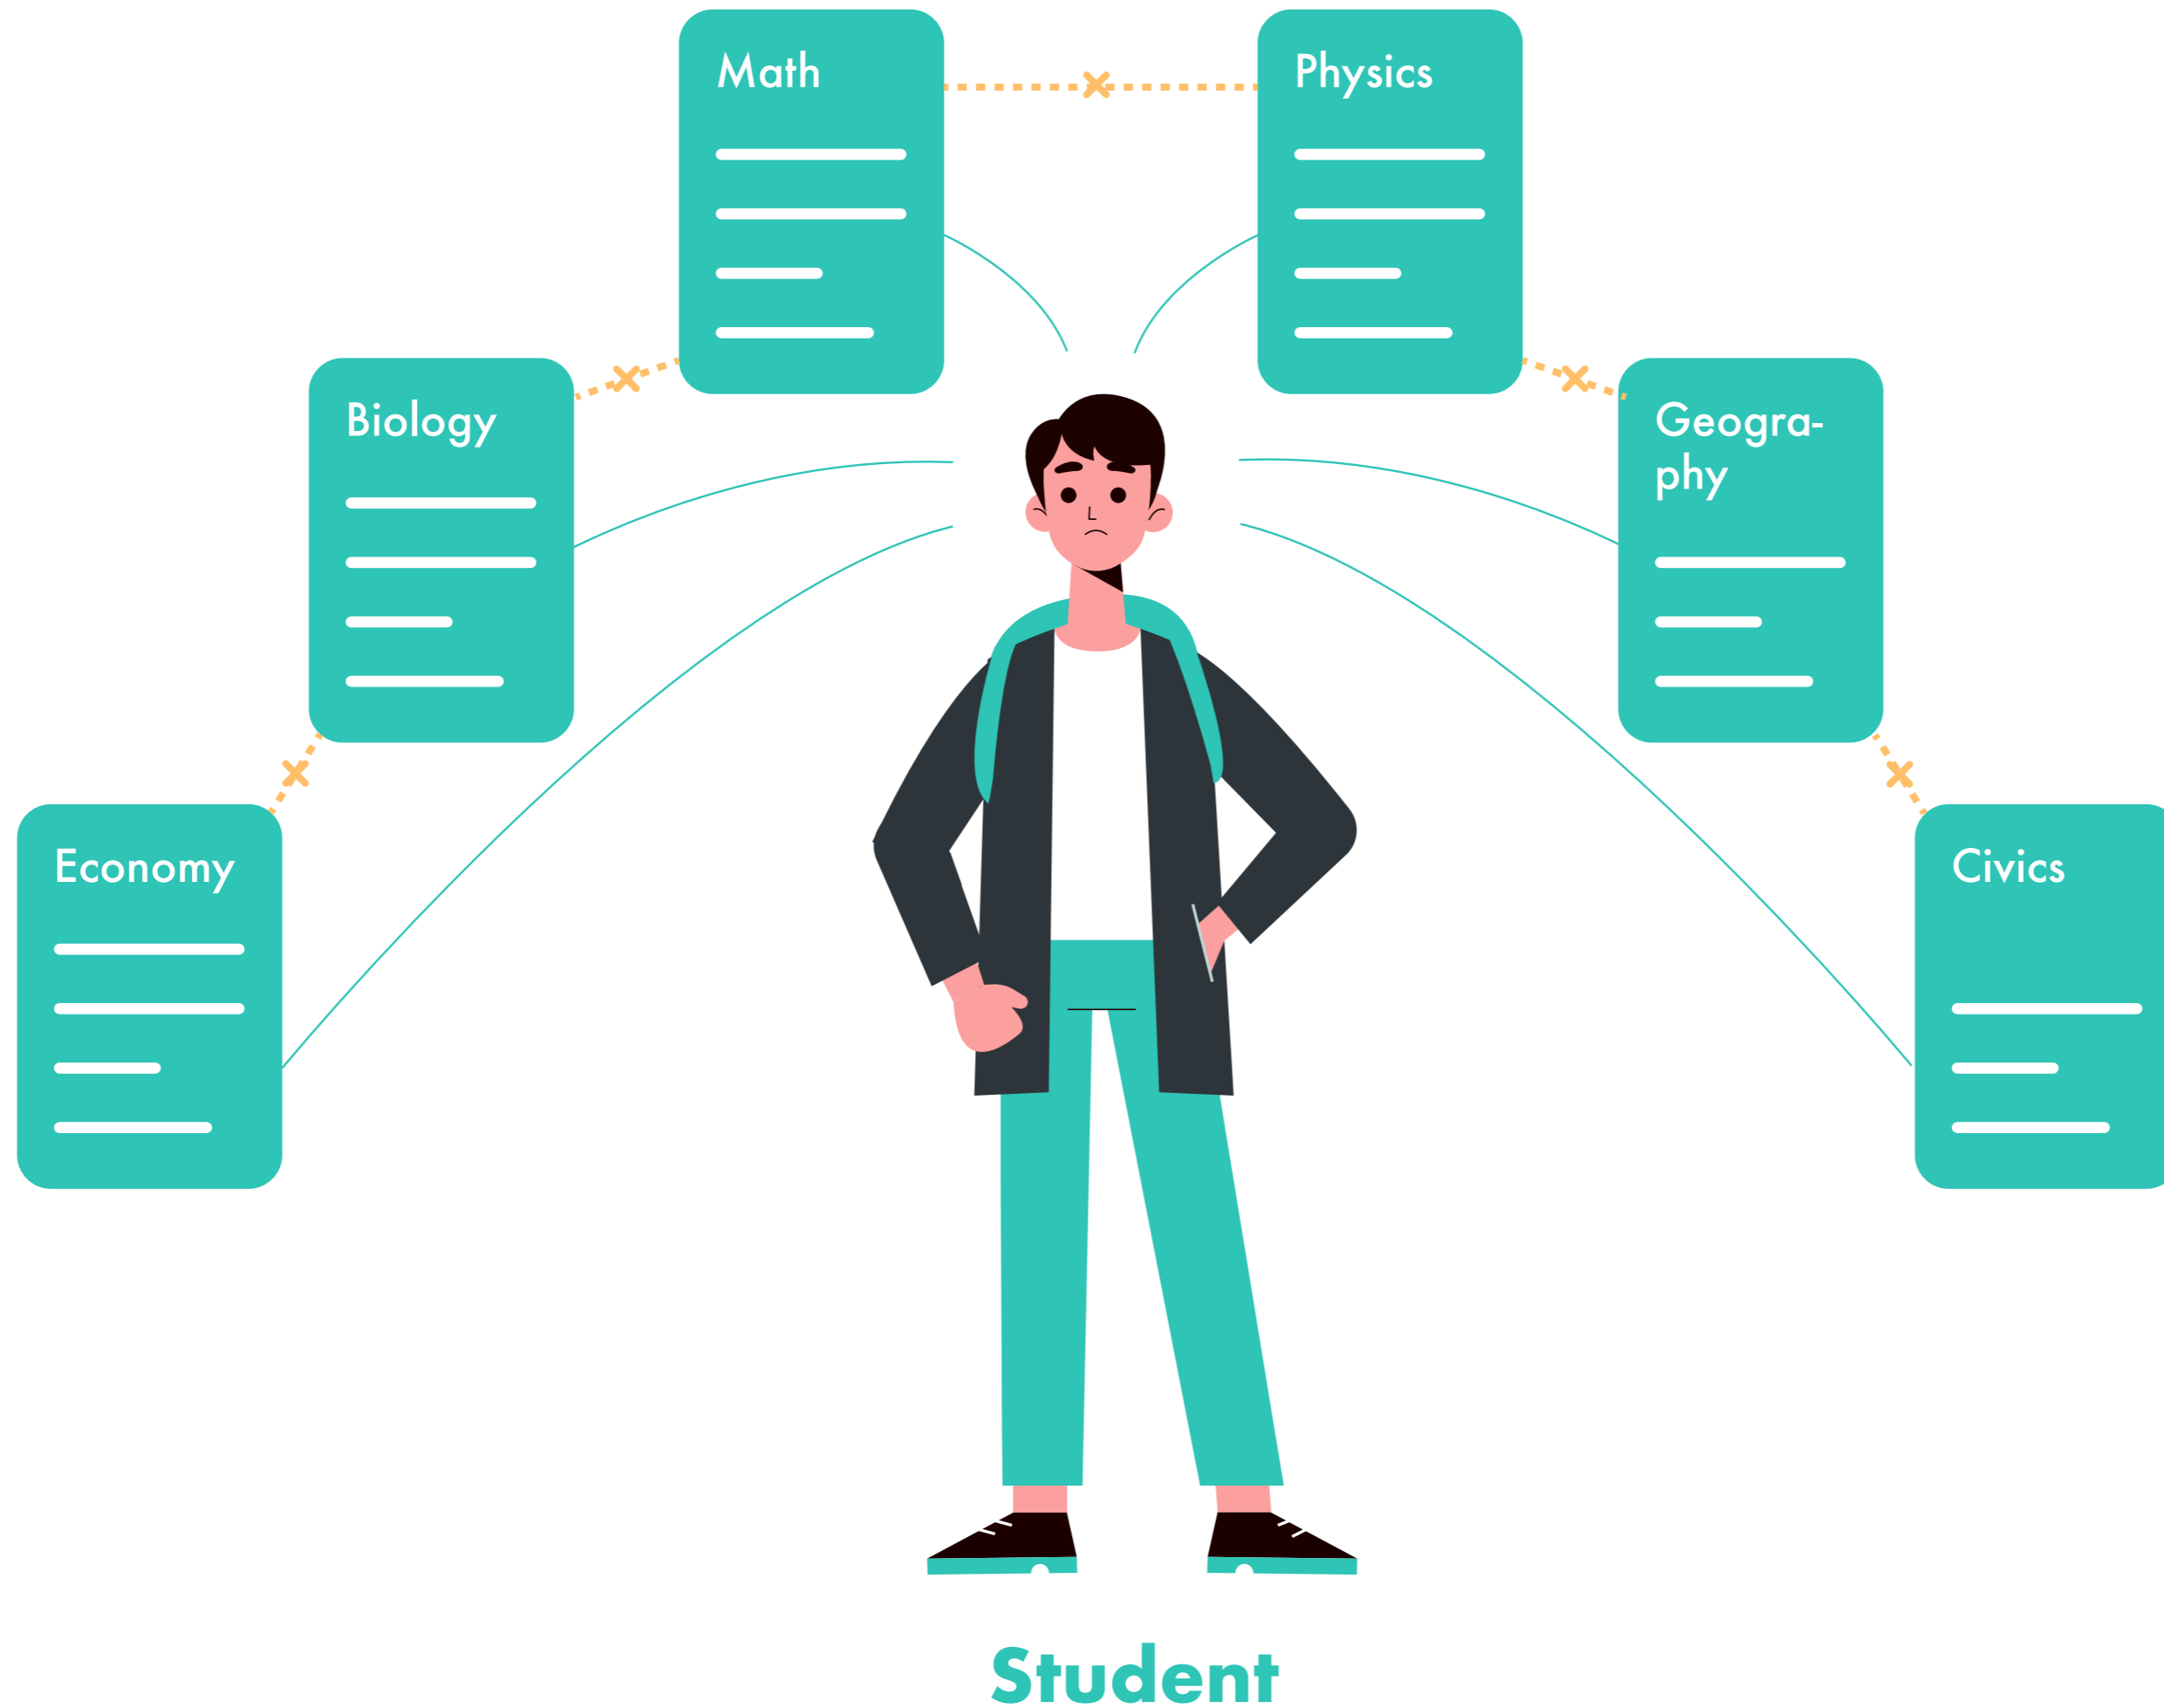 Math
Physics
Biology
Geogra-
phy
Economy
Civics
Student